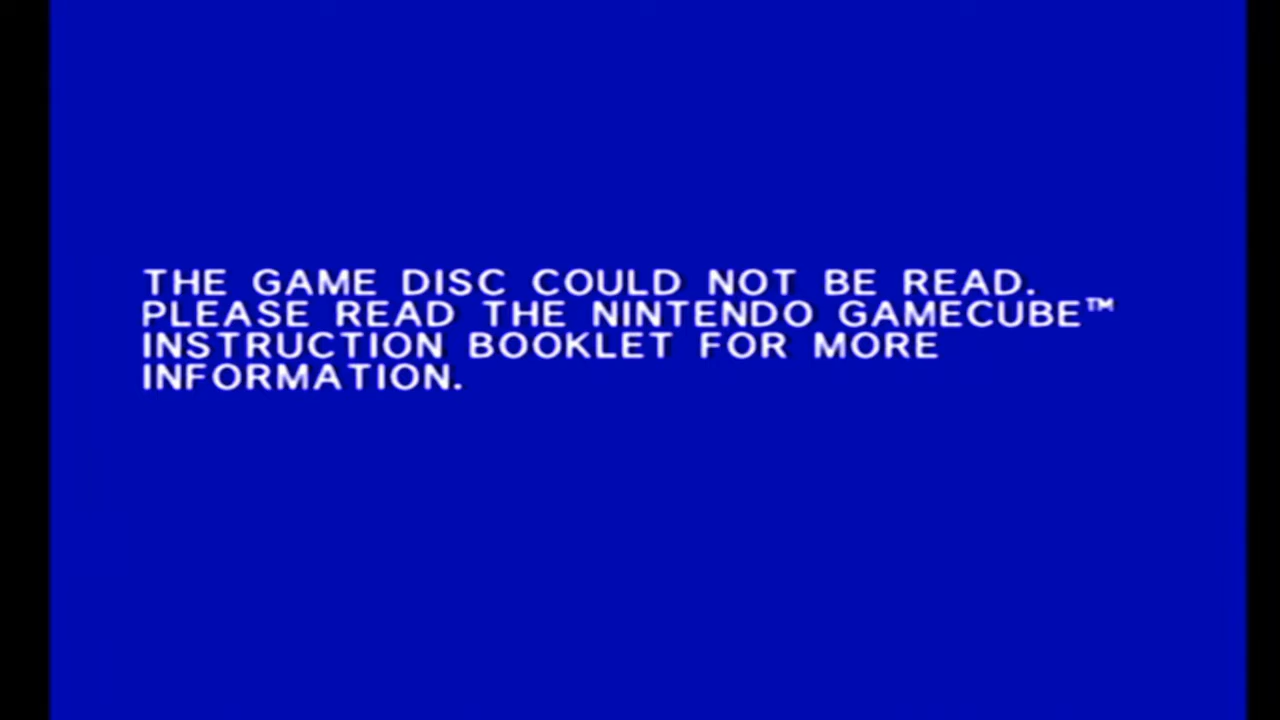 THE GAME DISC COULD NOT BE READ.
PLEASE READ THE NINTENDO GAMECUBE™
INSTRUCTION BOOKLET FOR MORE
INFORMATION.